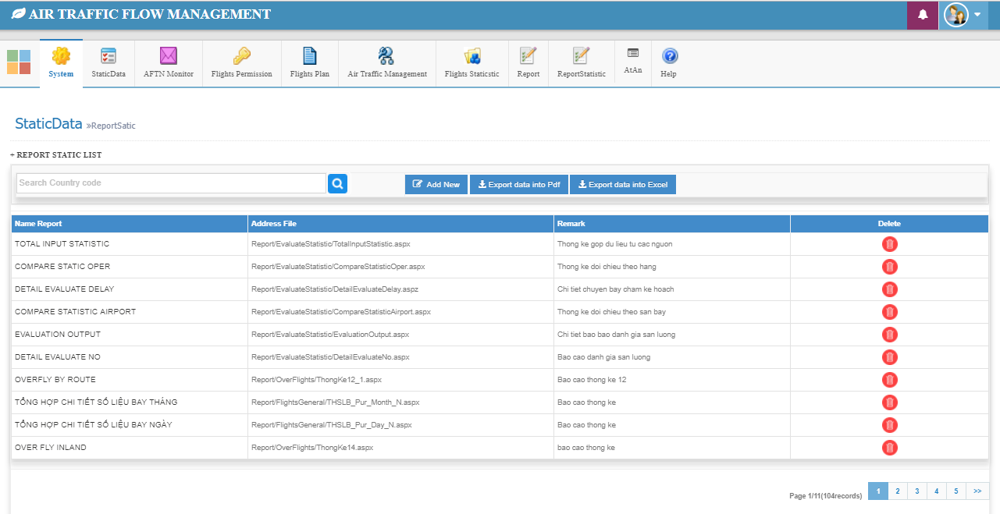 AIR TRAFFIC FLOW MANAGEMENT
System StaticData AFTN Monitor Flights Permission Flights Plan Air Traffic Management Flights Staticstic Report ReportStatistic AtAn Help
StaticData »ReportSatic
+ REPORT STATIC LIST
Search Country code Add New Export data into Pdf Export data into Excel
Name Report Address File Remark Delete
TOTAL INPUT STATISTIC Report/EvaluateStatistic/TotalInputStatistic.aspx Thong ke gop du lieu tu cac nguon
COMPARE STATIC OPER Report/EvaluateStatistic/CompareStatisticOper.aspx Thong ke doi chieu theo hang
DETAIL EVALUATE DELAY Report/EvaluateStatistic/DetailEvaluateDelay.aspz Chi tiet chuyen bay cham ke hoach
COMPARE STATISTIC AIRPORT Report/EvaluateStatistic/CompareStatisticAirport.aspx Thong ke doi chieu theo san bay
EVALUATION OUTPUT Report/EvaluateStatistic/EvaluationOutput.aspx Chi tiet bao bao danh gia san luong
DETAIL EVALUATE NO Report/EvaluateStatistic/DetailEvaluateNo.aspx Bao cao danh gia san luong
OVERFLY BY ROUTE Report/OverFlights/ThongKe12_1.aspx Bao cao thong ke 12
TỔNG HỢP CHI TIẾT SỐ LIỆU BAY THÁNG Report/FlightsGeneral/THSLB_Pur_Month_N.aspx Bao cao thong ke
TỔNG HỢP CHI TIẾT SỐ LIỆU BAY NGÀY Report/FlightsGeneral/THSLB_Pur_Day_N.aspx Bao cao thong ke
OVER FLY INLAND Report/OverFlights/ThongKe14.aspx bao cao thong ke
Page 1/11(104records) 1 2 3 4 5 >>